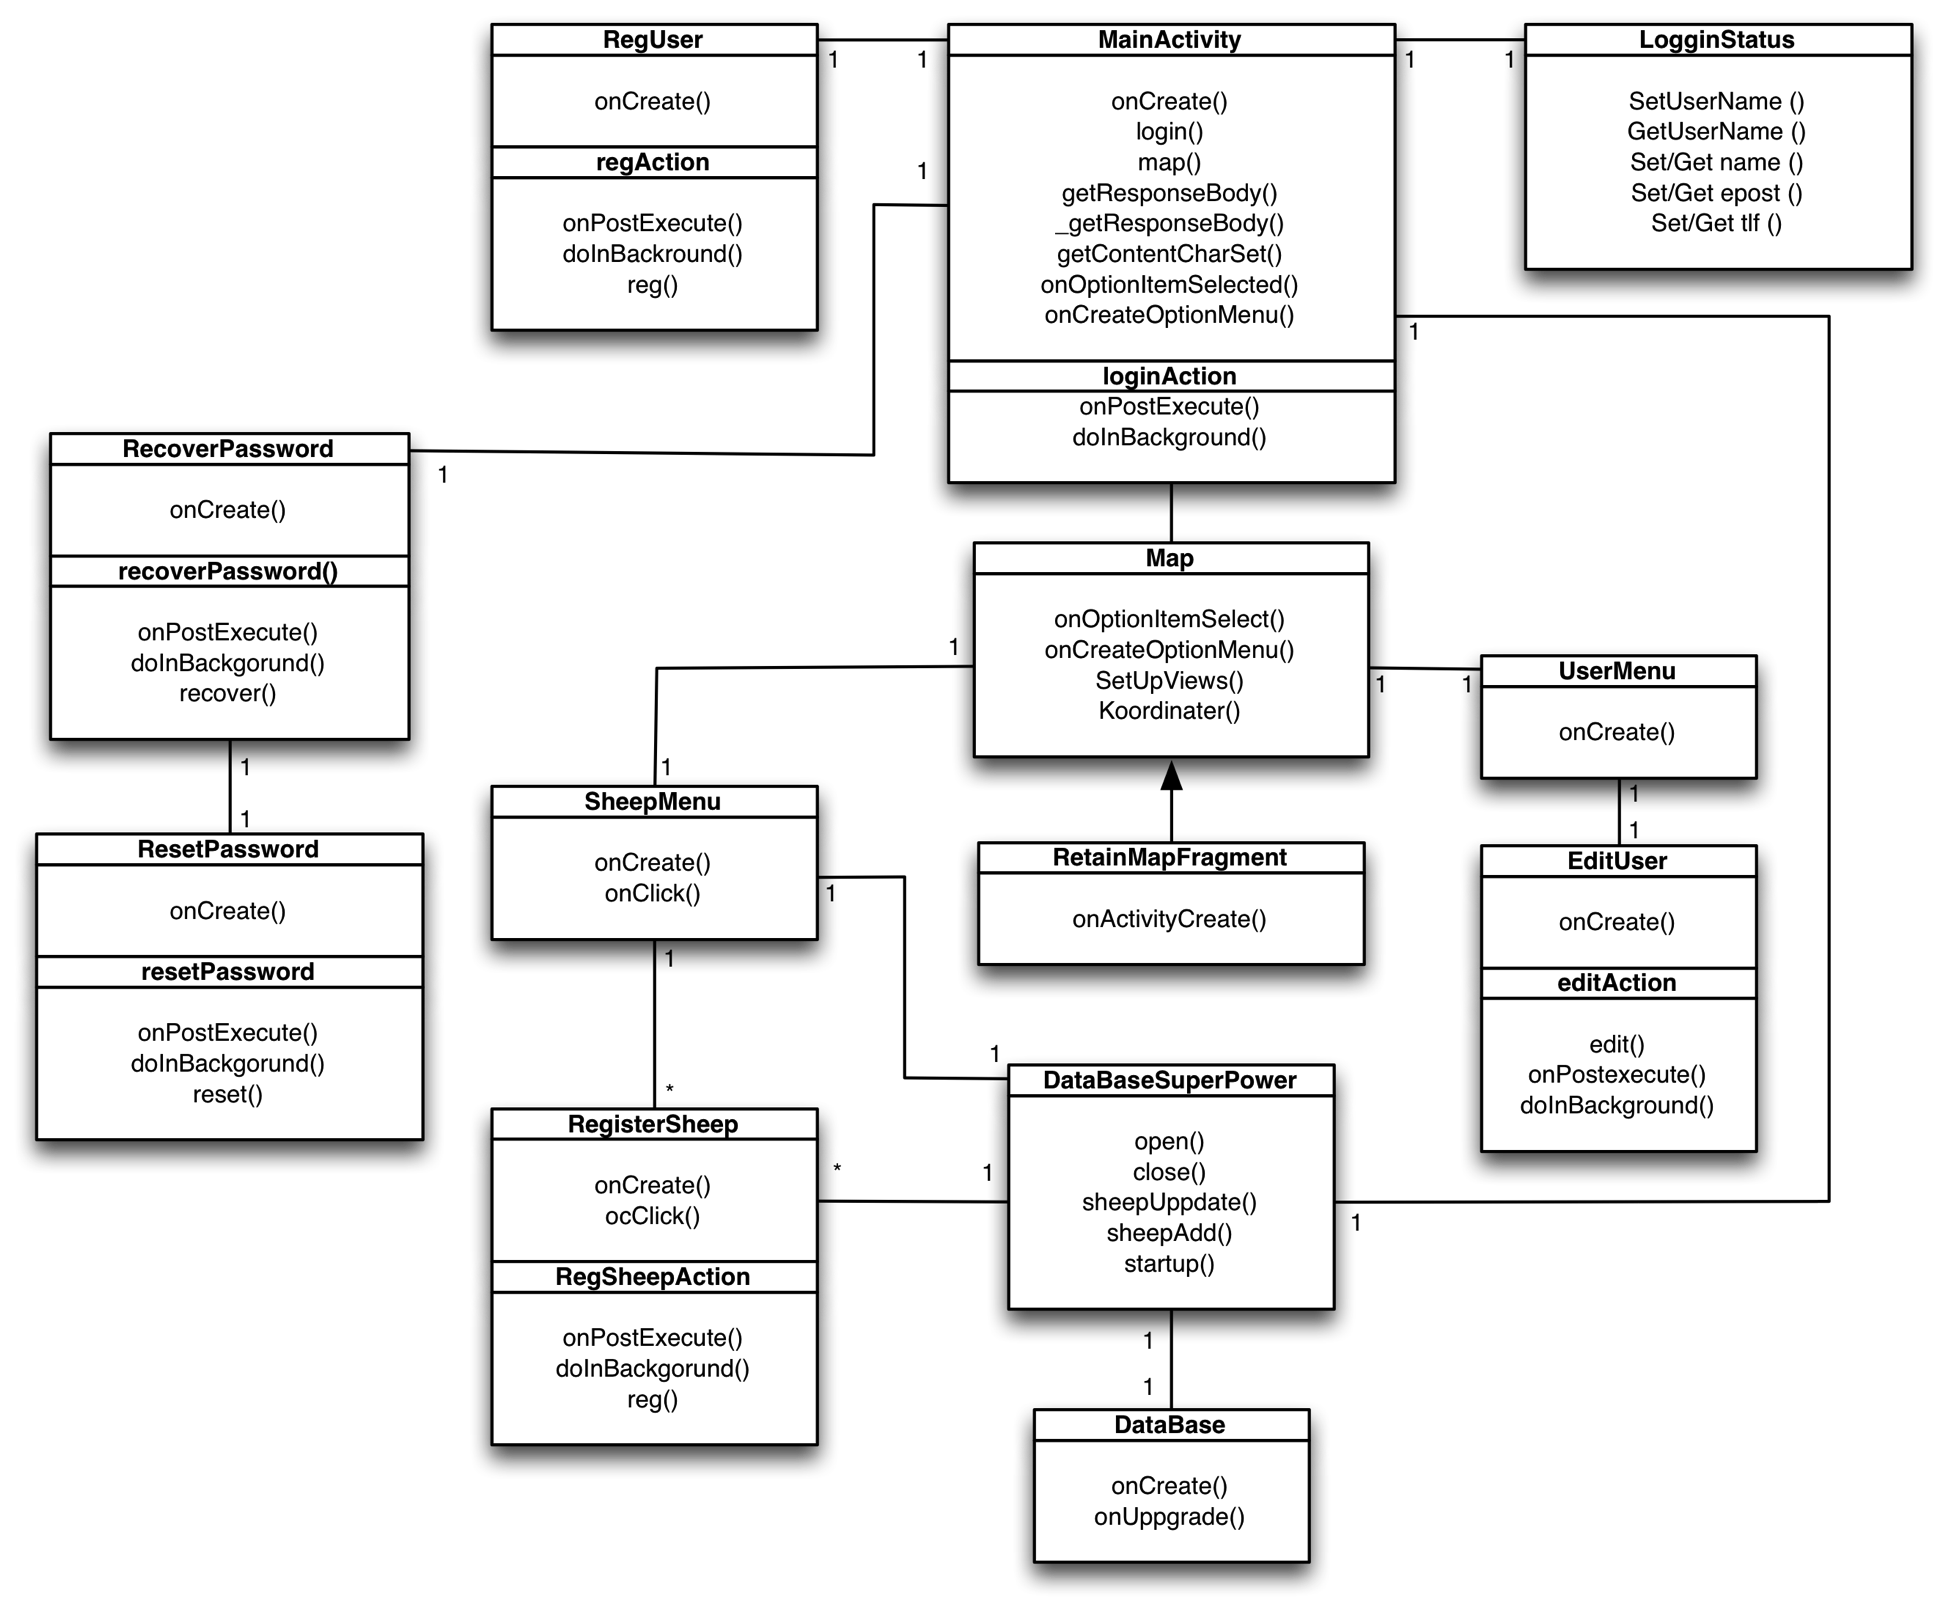 RegUser
onCreate()
regAction
onPostExecute()
doInBackround()
reg()
1
1
MainActivity
onCreate()
login()
map()
getResponseBody()
_getResponseBody()
getContentCharSet()
onOptionItemSelected()
onCreateOptionMenu()
loginAction
onPostExecute()
doInBackground()
1
1
LogginStatus
SetUserName ()
GetUserName ()
Set/Get name ()
Set/Get epost ()
Set/Get tlf ()
1
1
RecoverPassword
onCreate()
recoverPassword()
onPostExecute()
doInBackgorund()
recover()
1
1
1
ResetPassword
onCreate()
resetPassword
onPostExecute()
doInBackgorund()
reset()
Map
onOptionItemSelect()
onCreateOptionMenu()
SetUpViews()
Koordinater()
1
1
1
1
UserMenu
onCreate()
1
1
EditUser
onCreate()
editAction
edit()
onPostexecute()
doInBackground()
SheepMenu
onCreate()
onClick()
1
1
1
*
RetainMapFragment
onActivityCreate()
RegisterSheep
onCreate()
ocClick()
RegSheepAction
onPostExecute()
doInBackgorund()
reg()
*
1
DataBaseSuperPower
open()
close()
sheepUppdate()
sheepAdd()
startup()
1
1
1
DataBase
onCreate()
onUppgrade()